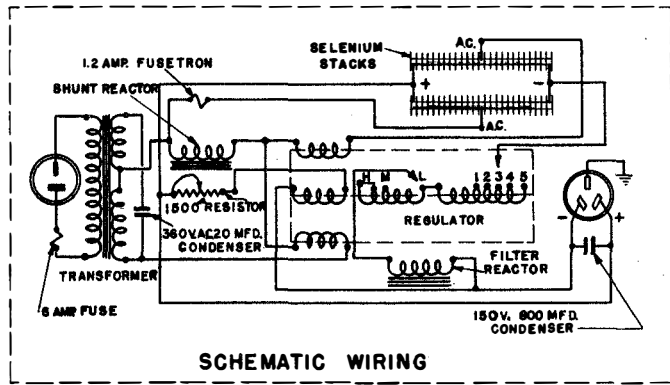 1.2 AMP. FUSETRON
SHUNT REACTOR
SELENIUM
STACKS
A.C.
+
−
A.C.
H M L
1 2 3 4 5
1500 RESISTOR
REGULATOR
360V.AC.20 MFD.
CONDENSER
TRANSFORMER
6 AMP. FUSE
FILTER
REACTOR
−
+
150V. 800 MFD.
CONDENSER
SCHEMATIC WIRING